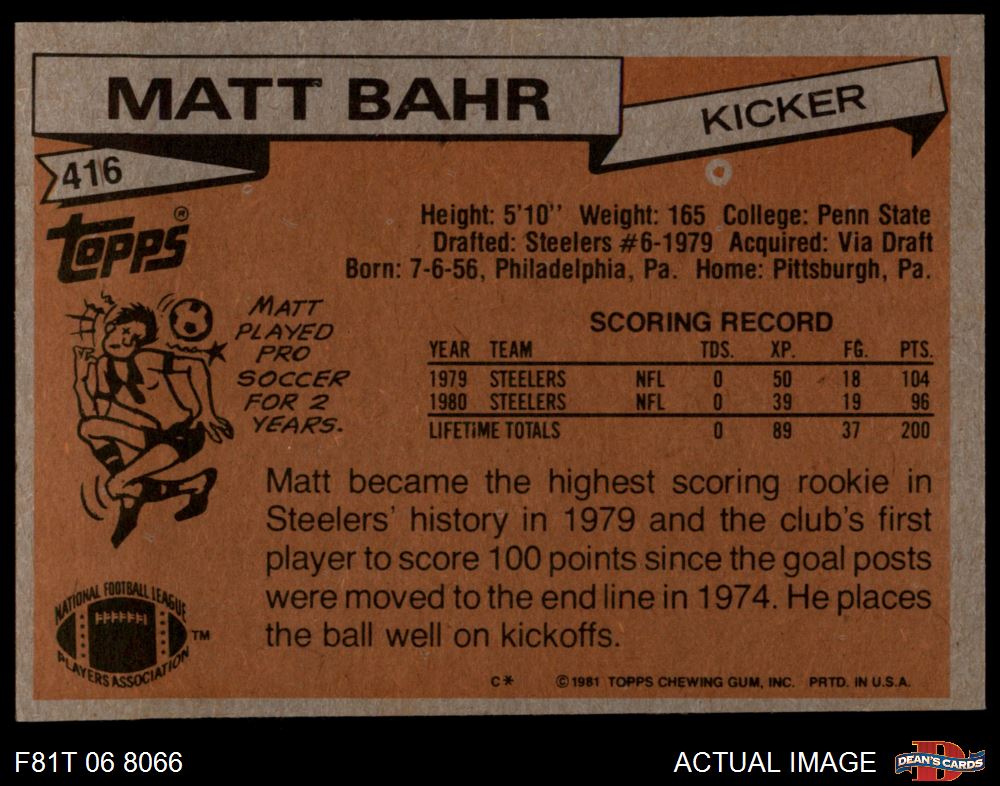 MATT BAHR
KICKER
416
TOPPS®
Height: 5'10'' Weight: 165 College: Penn State
Drafted: Steelers #6-1979 Acquired: Via Draft
Born: 7-6-56, Philadelphia, Pa. Home: Pittsburgh, Pa.
MATT
PLAYED
PRO
SOCCER
FOR 2
YEARS.
SCORING RECORD
YEAR TEAM TDS. XP. FG. PTS.
1979 STEELERS NFL 0 50 18 104
1980 STEELERS NFL 0 39 19 96
LIFETIME TOTALS 0 89 37 200
Matt became the highest scoring rookie in
Steelers' history in 1979 and the club's first
player to score 100 points since the goal posts
were moved to the end line in 1974. He places
the ball well on kickoffs.
NATIONAL FOOTBALL LEAGUE
PLAYERS ASSOCIATION
TM
C* ©1981 TOPPS CHEWING GUM, INC. PRTD. IN U.S.A.
F81T 06 8066
ACTUAL IMAGE
D
DEAN'S CARDS